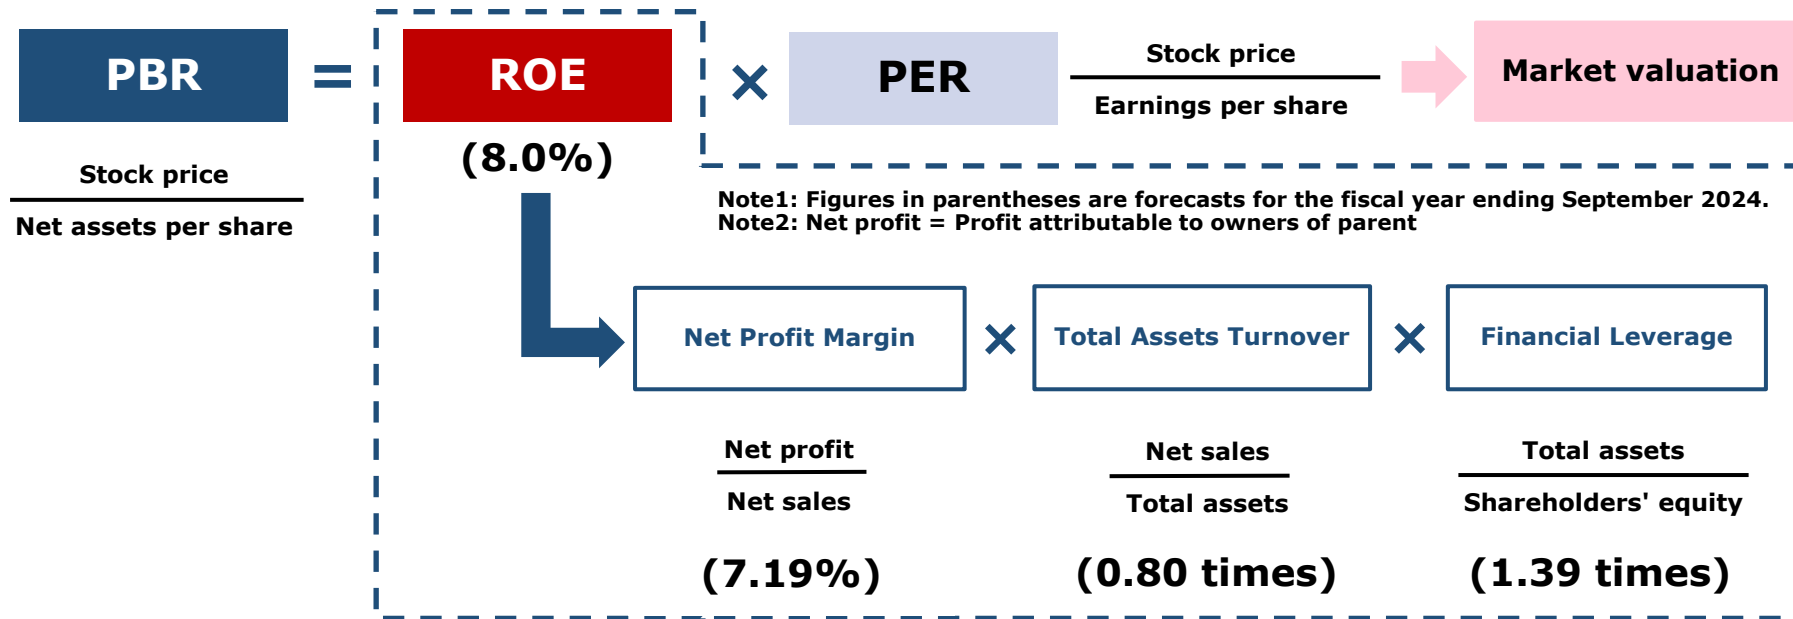 PBR
=
ROE
×
PER
Stock price
Earnings per share
Market valuation
(8.0%)
Stock price
Net assets per share
Note1: Figures in parentheses are forecasts for the fiscal year ending September 2024.
Note2: Net profit = Profit attributable to owners of parent
Net Profit Margin
×
Total Assets Turnover
×
Financial Leverage
Net profit
Net sales
Net sales
Total assets
Total assets
Shareholders' equity
(7.19%)
(0.80 times)
(1.39 times)